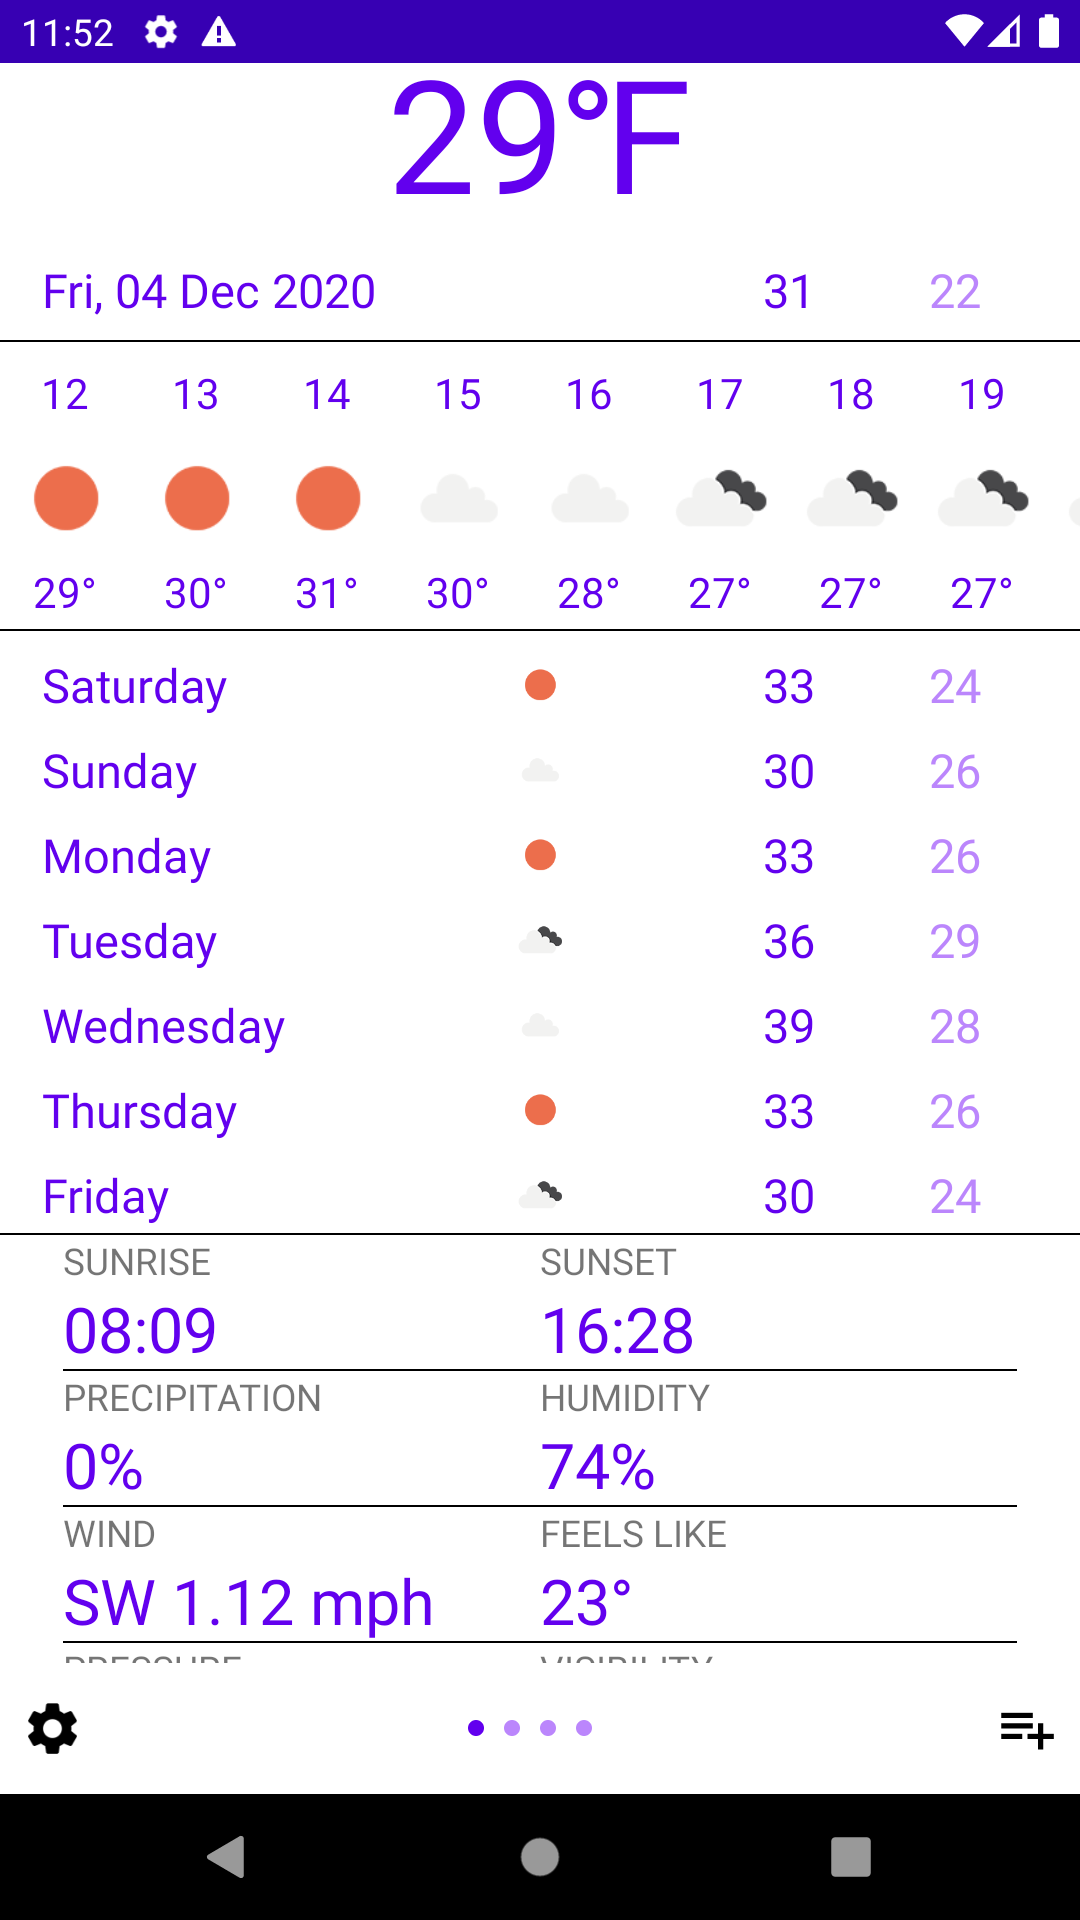 11:52
29°F
Fri, 04 Dec 2020 31 22
12 13 14 15 16 17 18 19
29° 30° 31° 30° 28° 27° 27° 27°
Saturday 33 24
Sunday 30 26
Monday 33 26
Tuesday 36 29
Wednesday 39 28
Thursday 33 26
Friday 30 24
SUNRISE SUNSET
08:09 16:28
PRECIPITATION HUMIDITY
0% 74%
WIND FEELS LIKE
SW 1.12 mph 23°
PRESSURE VISIBILITY